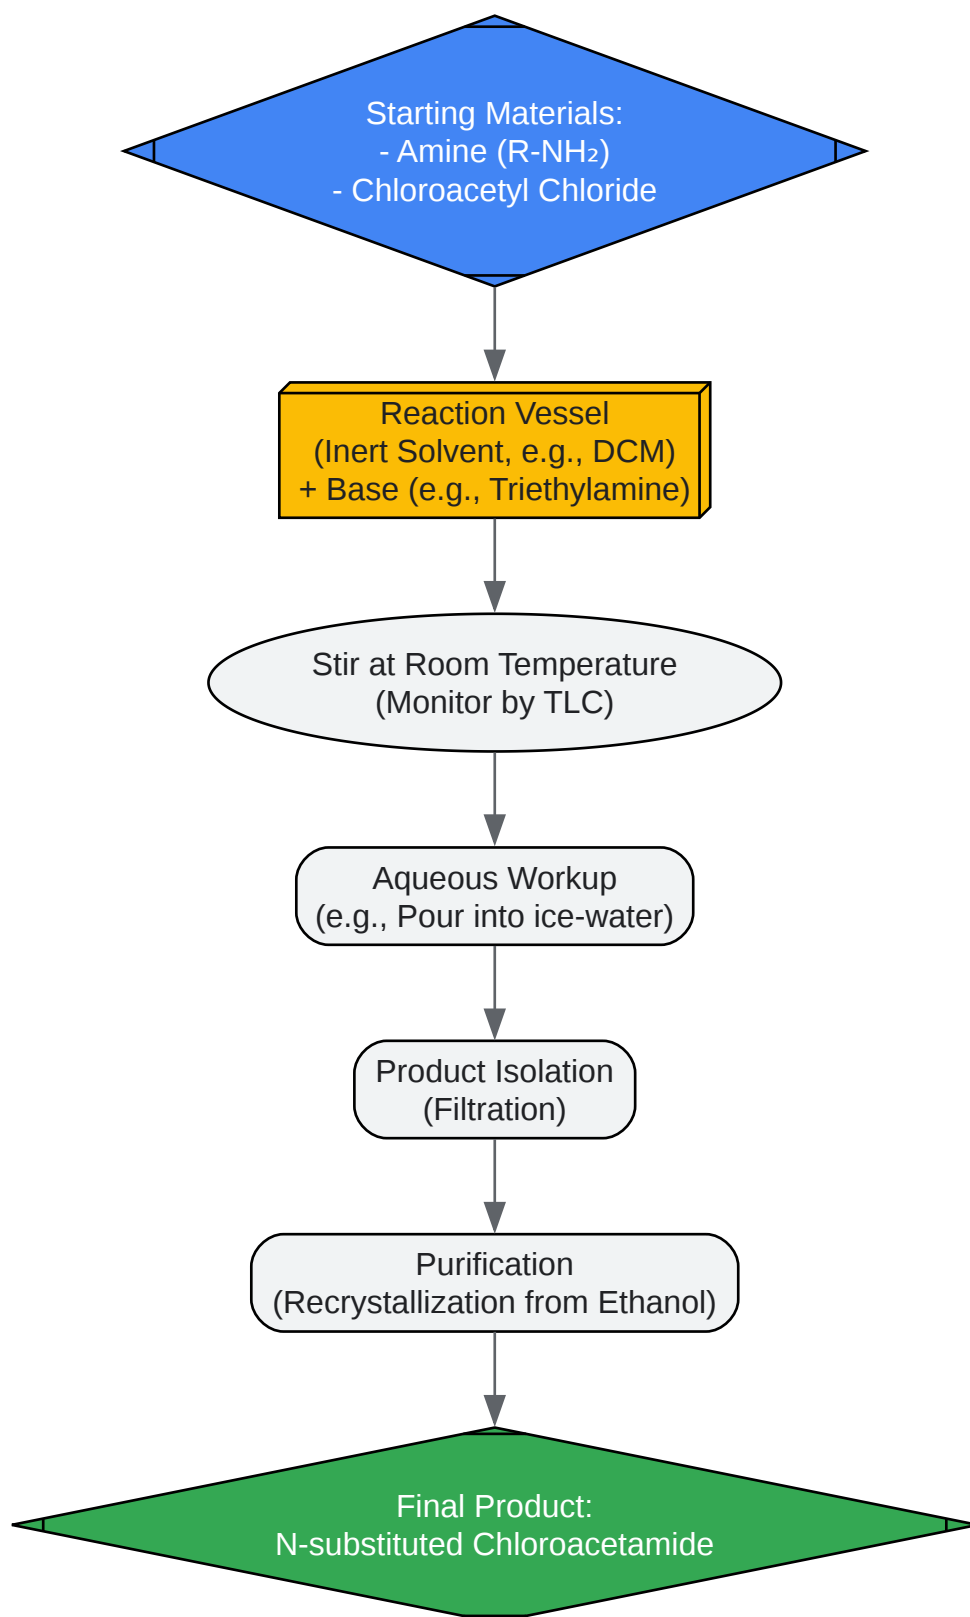 Starting Materials:
- Amine (R-NH₂)
- Chloroacetyl Chloride
Reaction Vessel
(Inert Solvent, e.g., DCM)
+ Base (e.g., Triethylamine)
Stir at Room Temperature
(Monitor by TLC)
Aqueous Workup
(e.g., Pour into ice-water)
Product Isolation
(Filtration)
Purification
(Recrystallization from Ethanol)
Final Product:
N-substituted Chloroacetamide